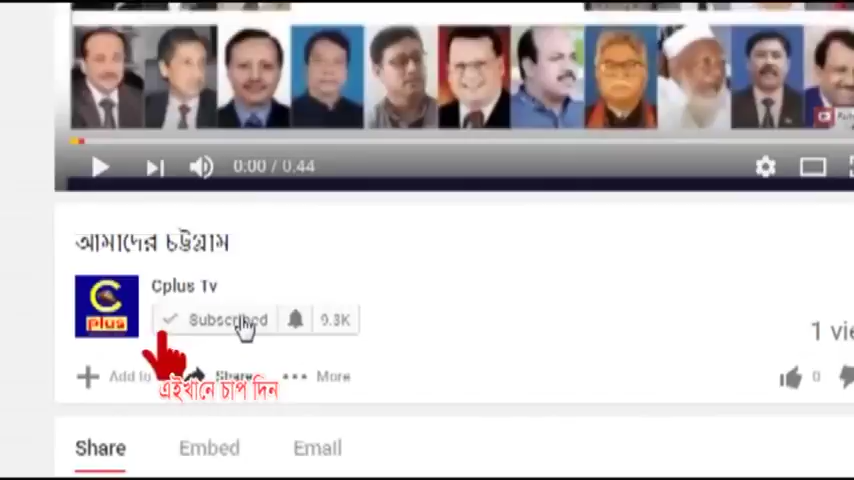 0:00 / 0:44
আমাদের চট্টগ্রাম
Cplus Tv
C
plus
Subscribed 9.3K
Add to Share More
এইখানে চাপ দিন
1 vie
0
Share Embed Email